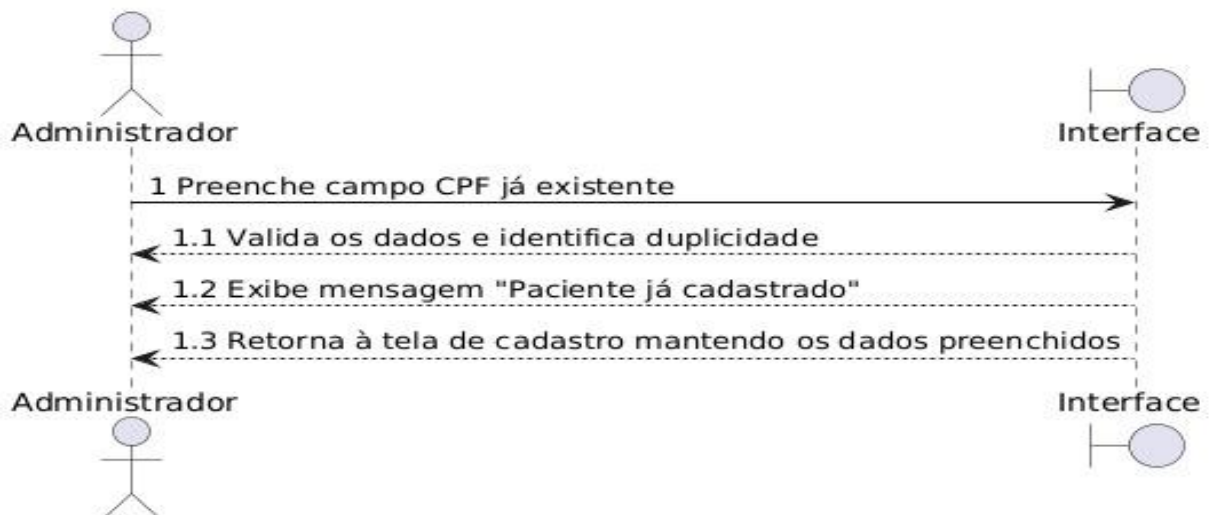 Administrador
Interface
1 Preenche campo CPF já existente
1.1 Valida os dados e identifica duplicidade
1.2 Exibe mensagem "Paciente já cadastrado"
1.3 Retorna à tela de cadastro mantendo os dados preenchidos
Administrador
Interface